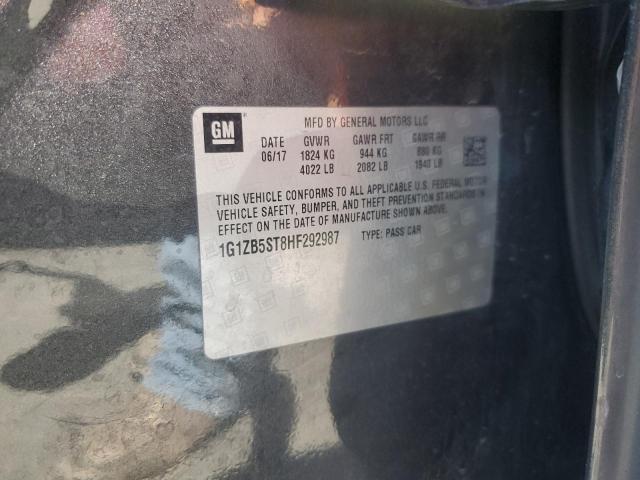 MFD BY GENERAL MOTORS LLC
GM
DATE GVWR GAWR FRT GAWR RR
06/17 1824 KG 944 KG 880 KG
4022 LB 2082 LB 1940 LB
THIS VEHICLE CONFORMS TO ALL APPLICABLE U.S. FEDERAL MOTOR
VEHICLE SAFETY, BUMPER, AND THEFT PREVENTION STANDARDS IN
EFFECT ON THE DATE OF MANUFACTURE SHOWN ABOVE.
1G1ZB5ST8HF292987 TYPE: PASS CAR